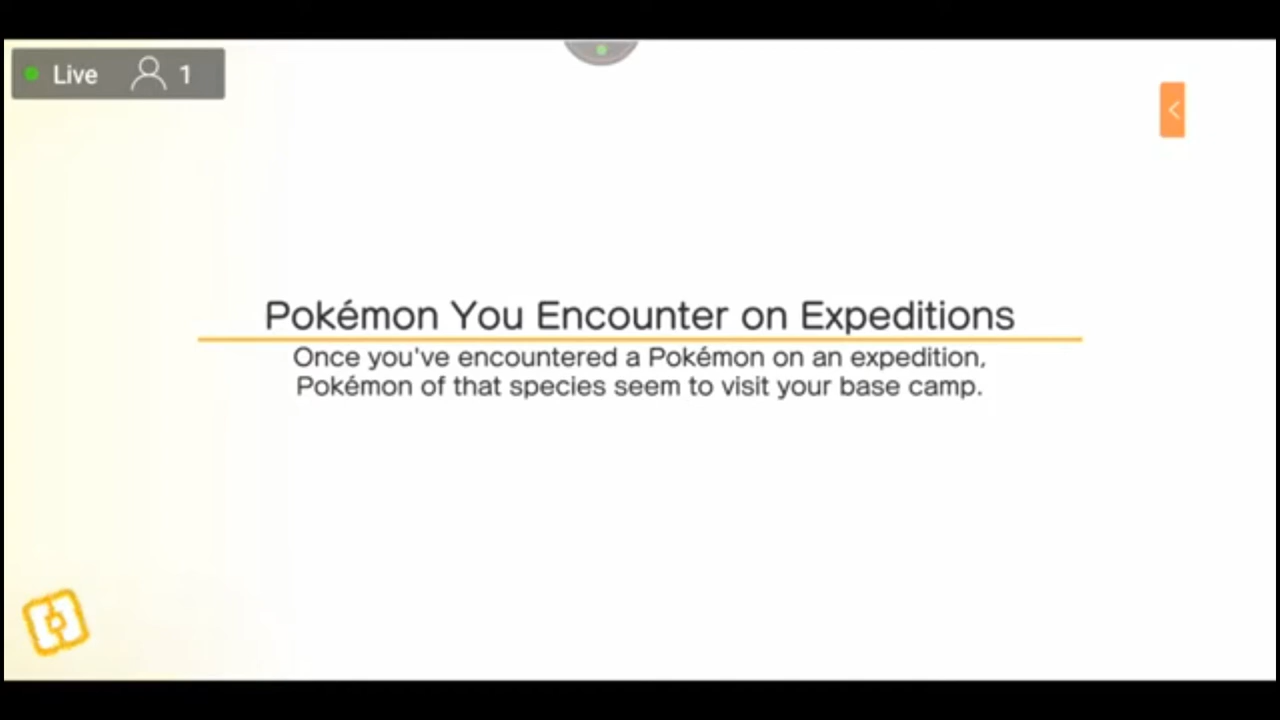 Live 1
Pokémon You Encounter on Expeditions
Once you've encountered a Pokémon on an expedition,
Pokémon of that species seem to visit your base camp.